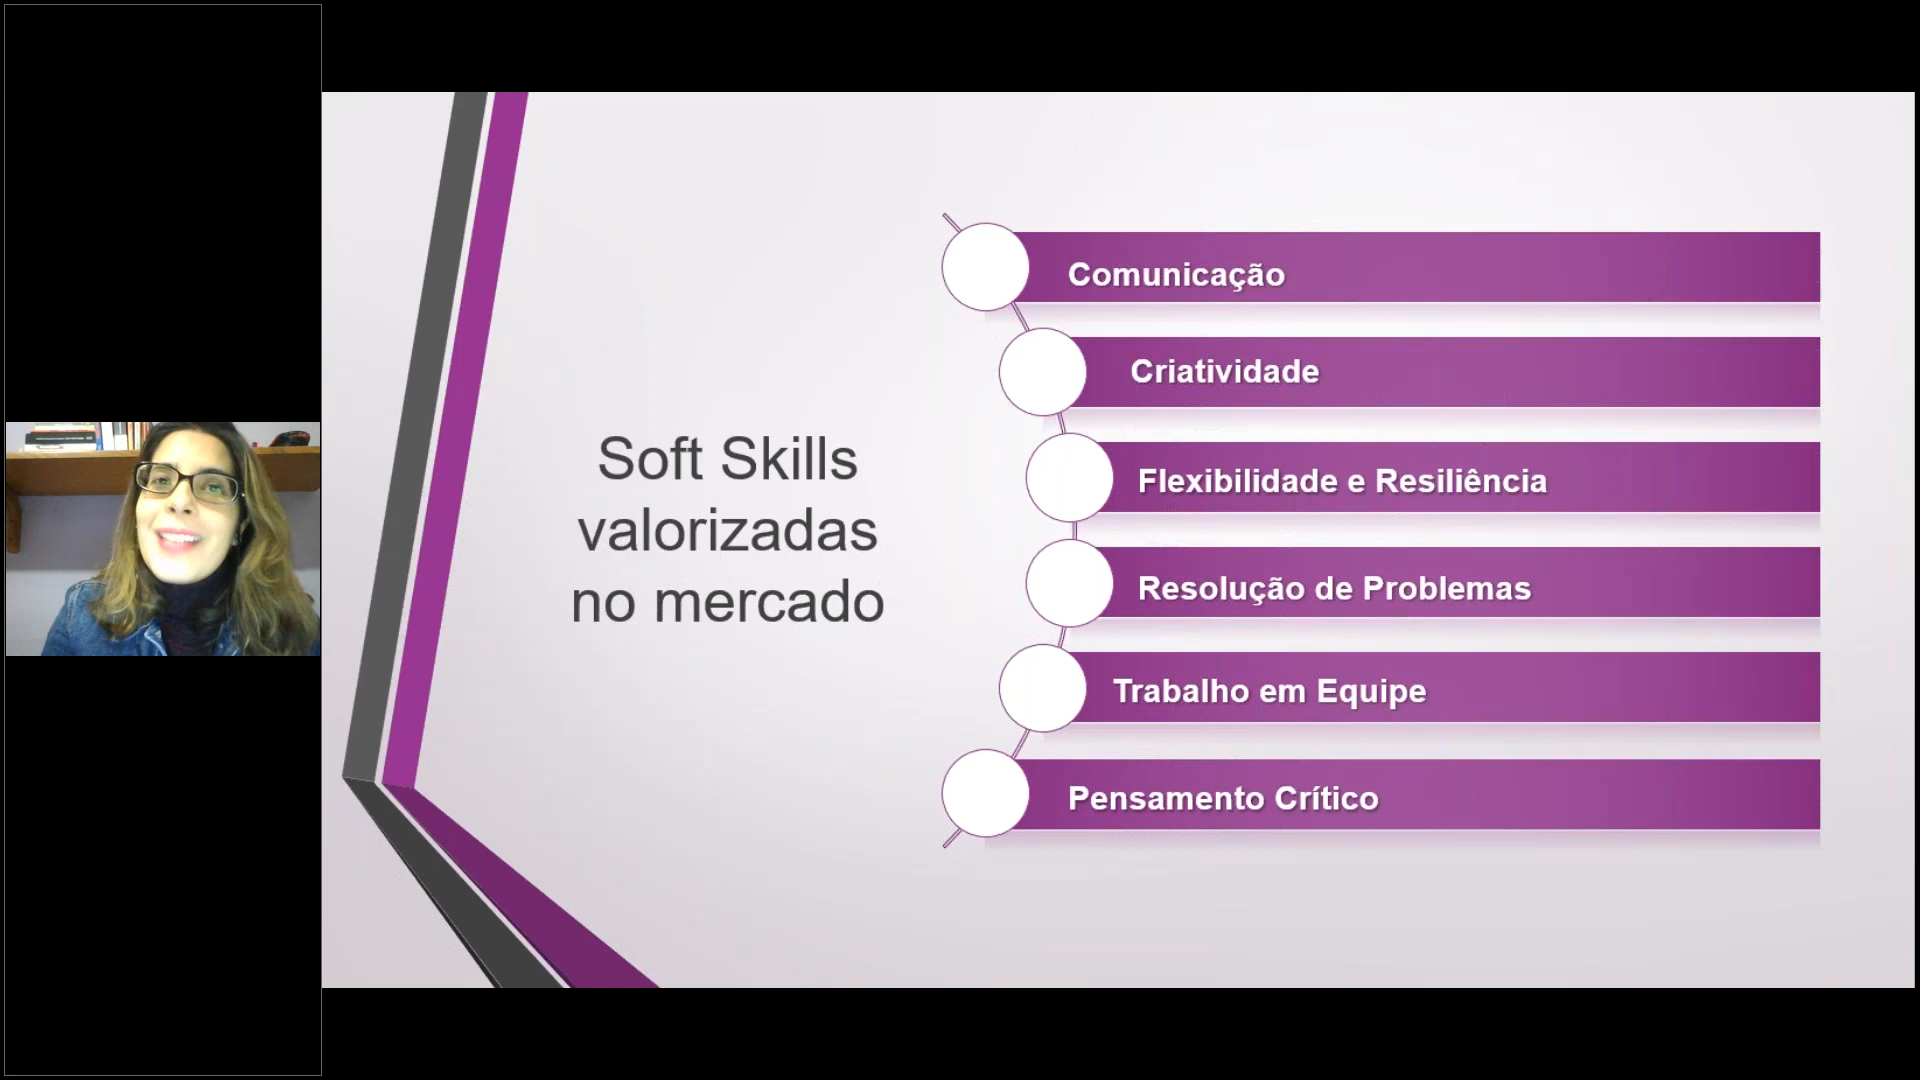 Soft Skills
valorizadas
no mercado
Comunicação
Criatividade
Flexibilidade e Resiliência
Resolução de Problemas
Trabalho em Equipe
Pensamento Crítico